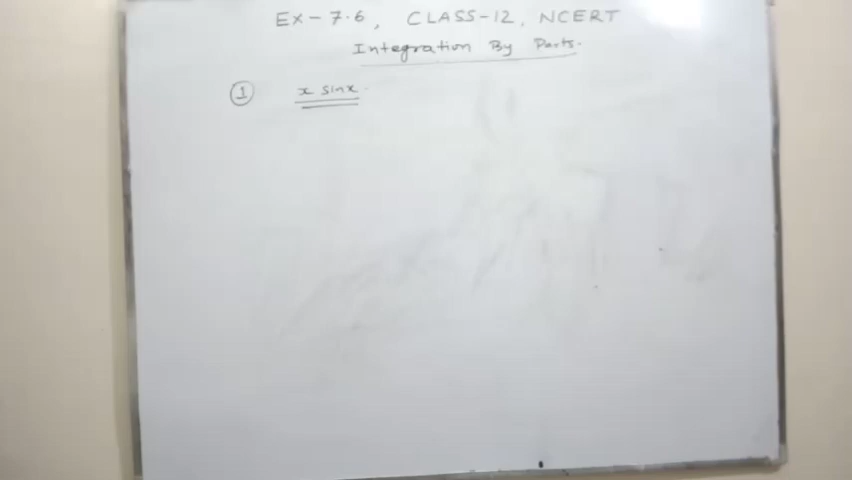 Ex-7.6, CLASS-12, NCERT
Integration By Parts.
1 x sinx.